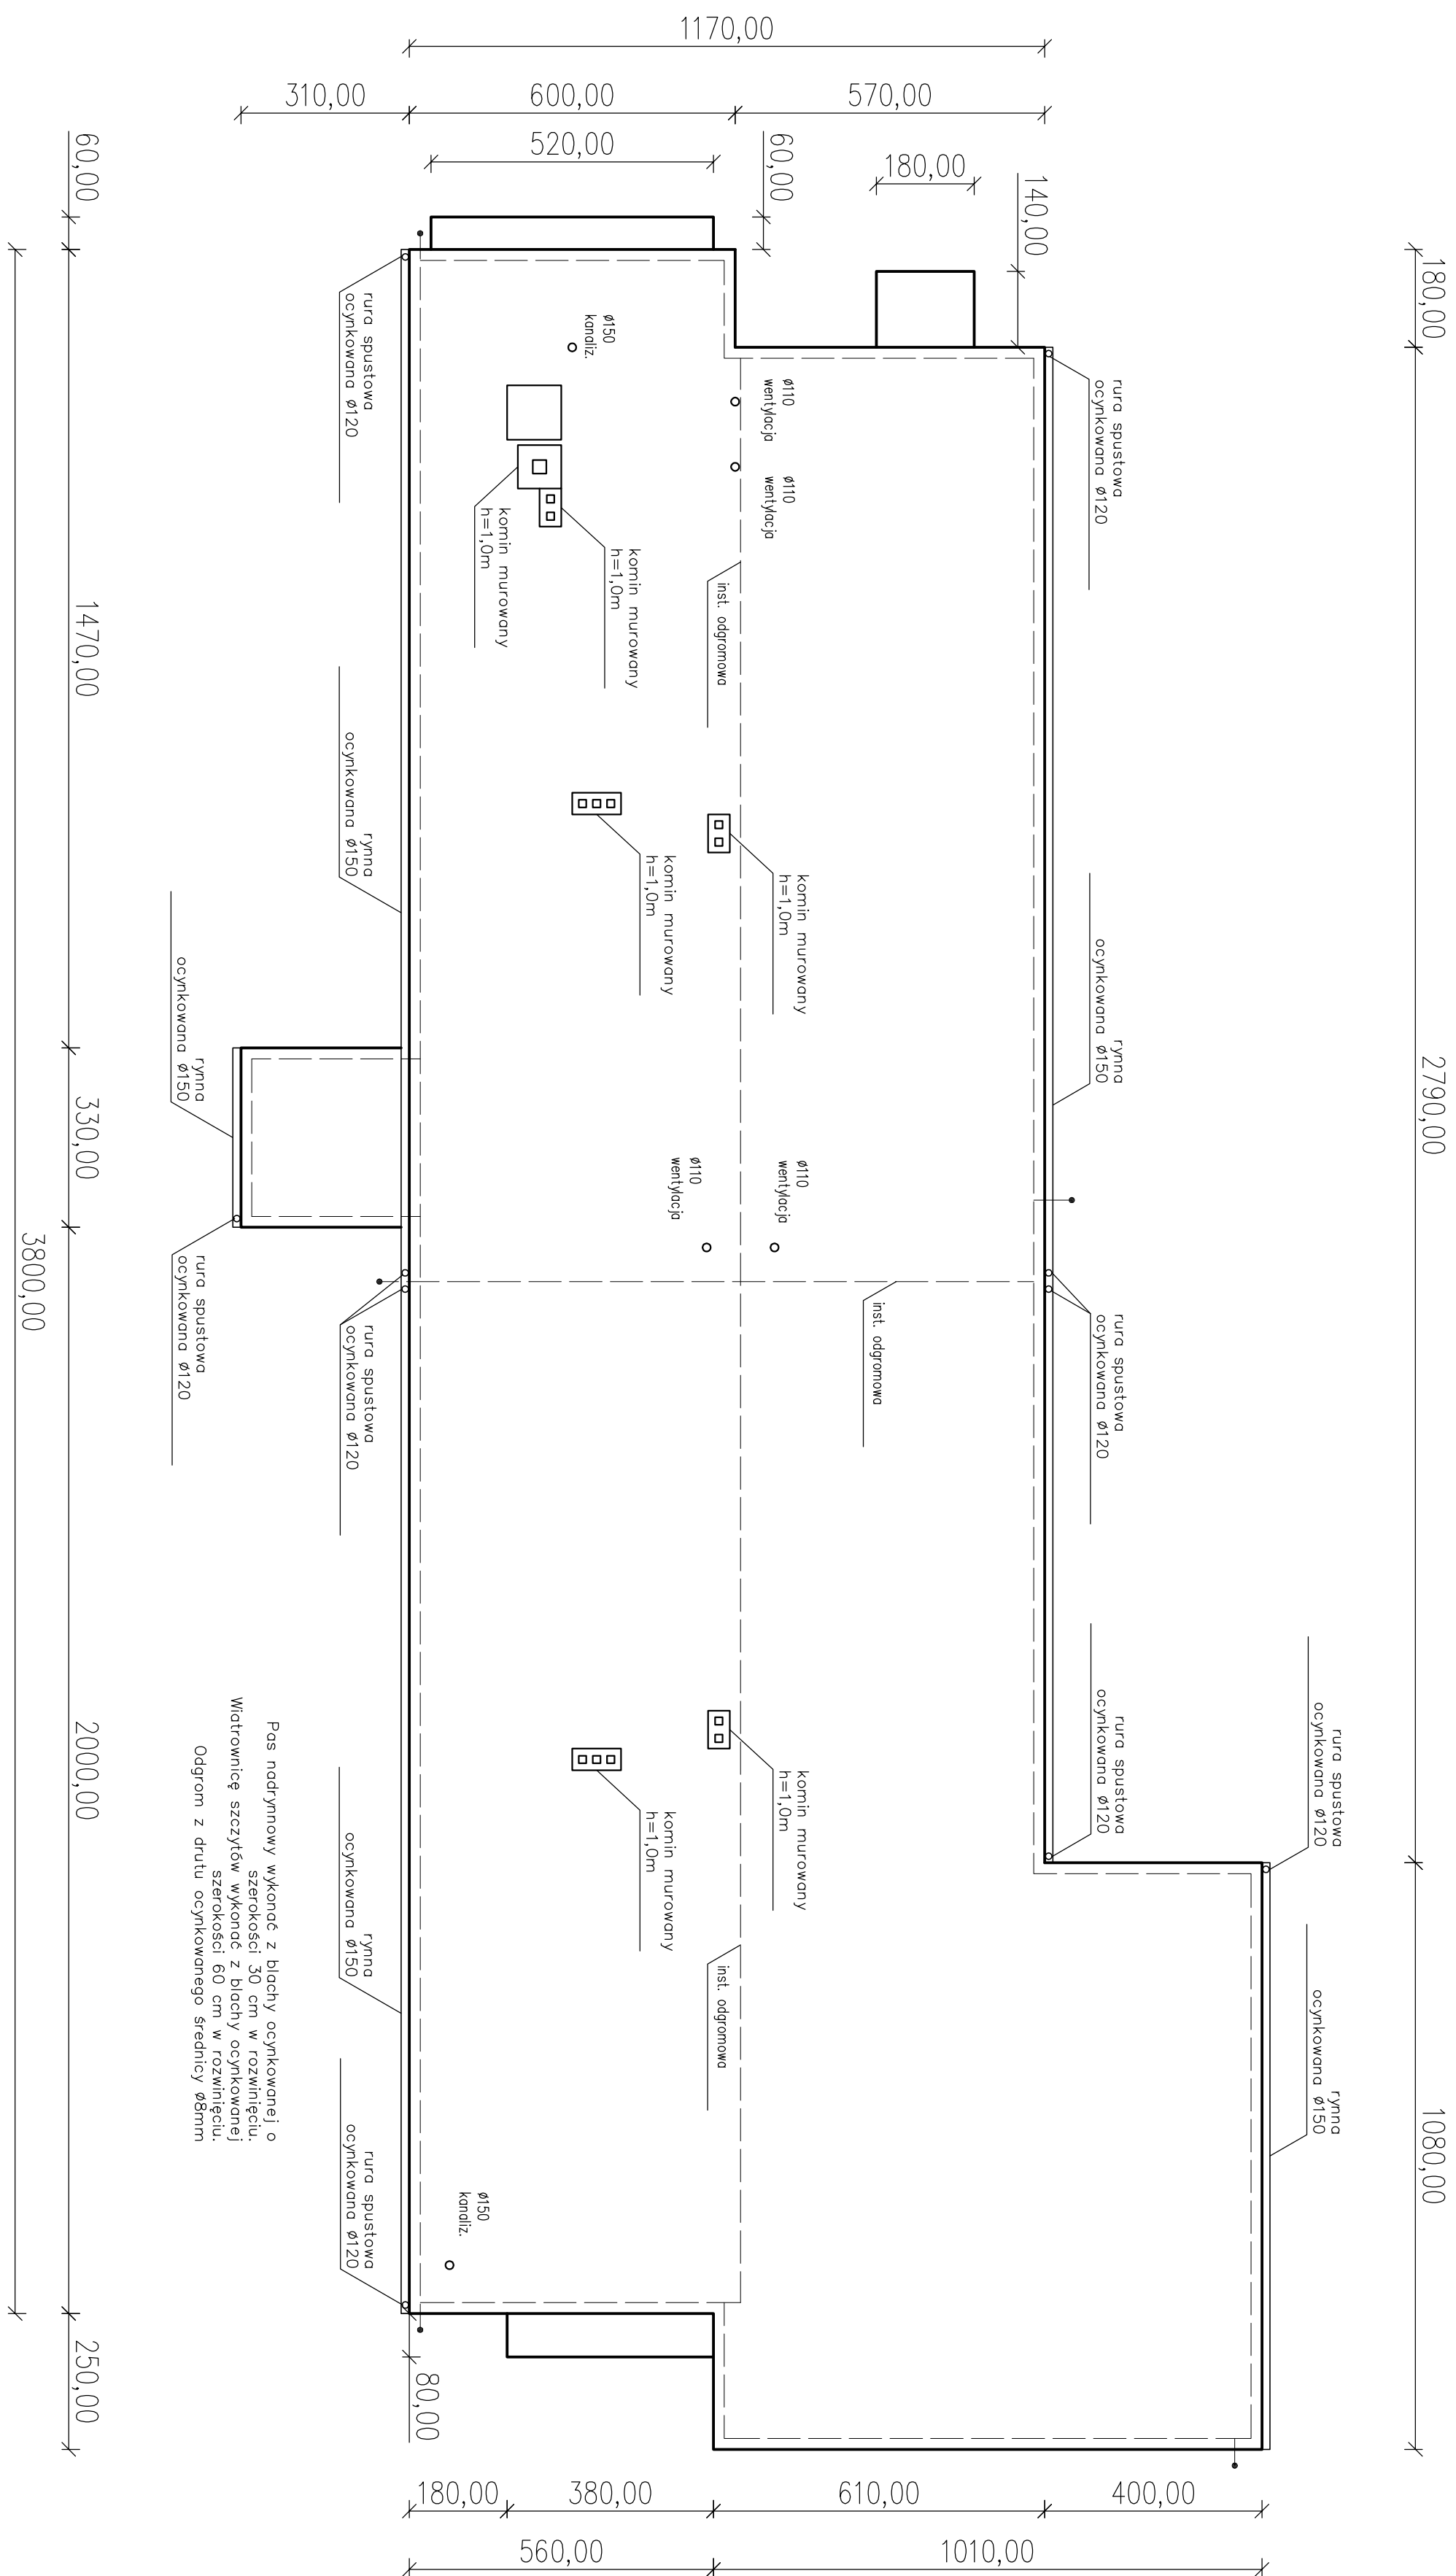 1170,00
310,00
600,00
570,00
520,00
60,00
180,00
140,00
60,00
180,00
2790,00
1080,00
rura spustowa
ocynkowana ø120
rynna
ocynkowana ø150
rura spustowa
ocynkowana ø120
rura spustowa
ocynkowana ø120
rura spustowa
ocynkowana ø120
rynna
ocynkowana ø150
ø110
wentylacja
ø110
wentylacja
ø150
kanaliz.
komin murowany
h=1,0m
komin murowany
h=1,0m
inst. odgromowa
komin murowany
h=1,0m
komin murowany
h=1,0m
ø110
wentylacja
ø110
wentylacja
inst. odgromowa
komin murowany
h=1,0m
komin murowany
h=1,0m
inst. odgromowa
ø150
kanaliz.
rura spustowa
ocynkowana ø120
rynna
ocynkowana ø150
rynna
ocynkowana ø150
rura spustowa
ocynkowana ø120
rura spustowa
ocynkowana ø120
rynna
ocynkowana ø150
rura spustowa
ocynkowana ø120
Pas nadrynnowy wykonać z blachy ocynkowanej o
szerokości 30 cm w rozwinięciu.
Wiatrownicę szczytów wykonać z blachy ocynkowanej
szerokości 60 cm w rozwinięciu.
Odgrom z drutu ocynkowanego średnicy ø8mm
1470,00
330,00
2000,00
250,00
3800,00
80,00
180,00
380,00
610,00
400,00
560,00
1010,00